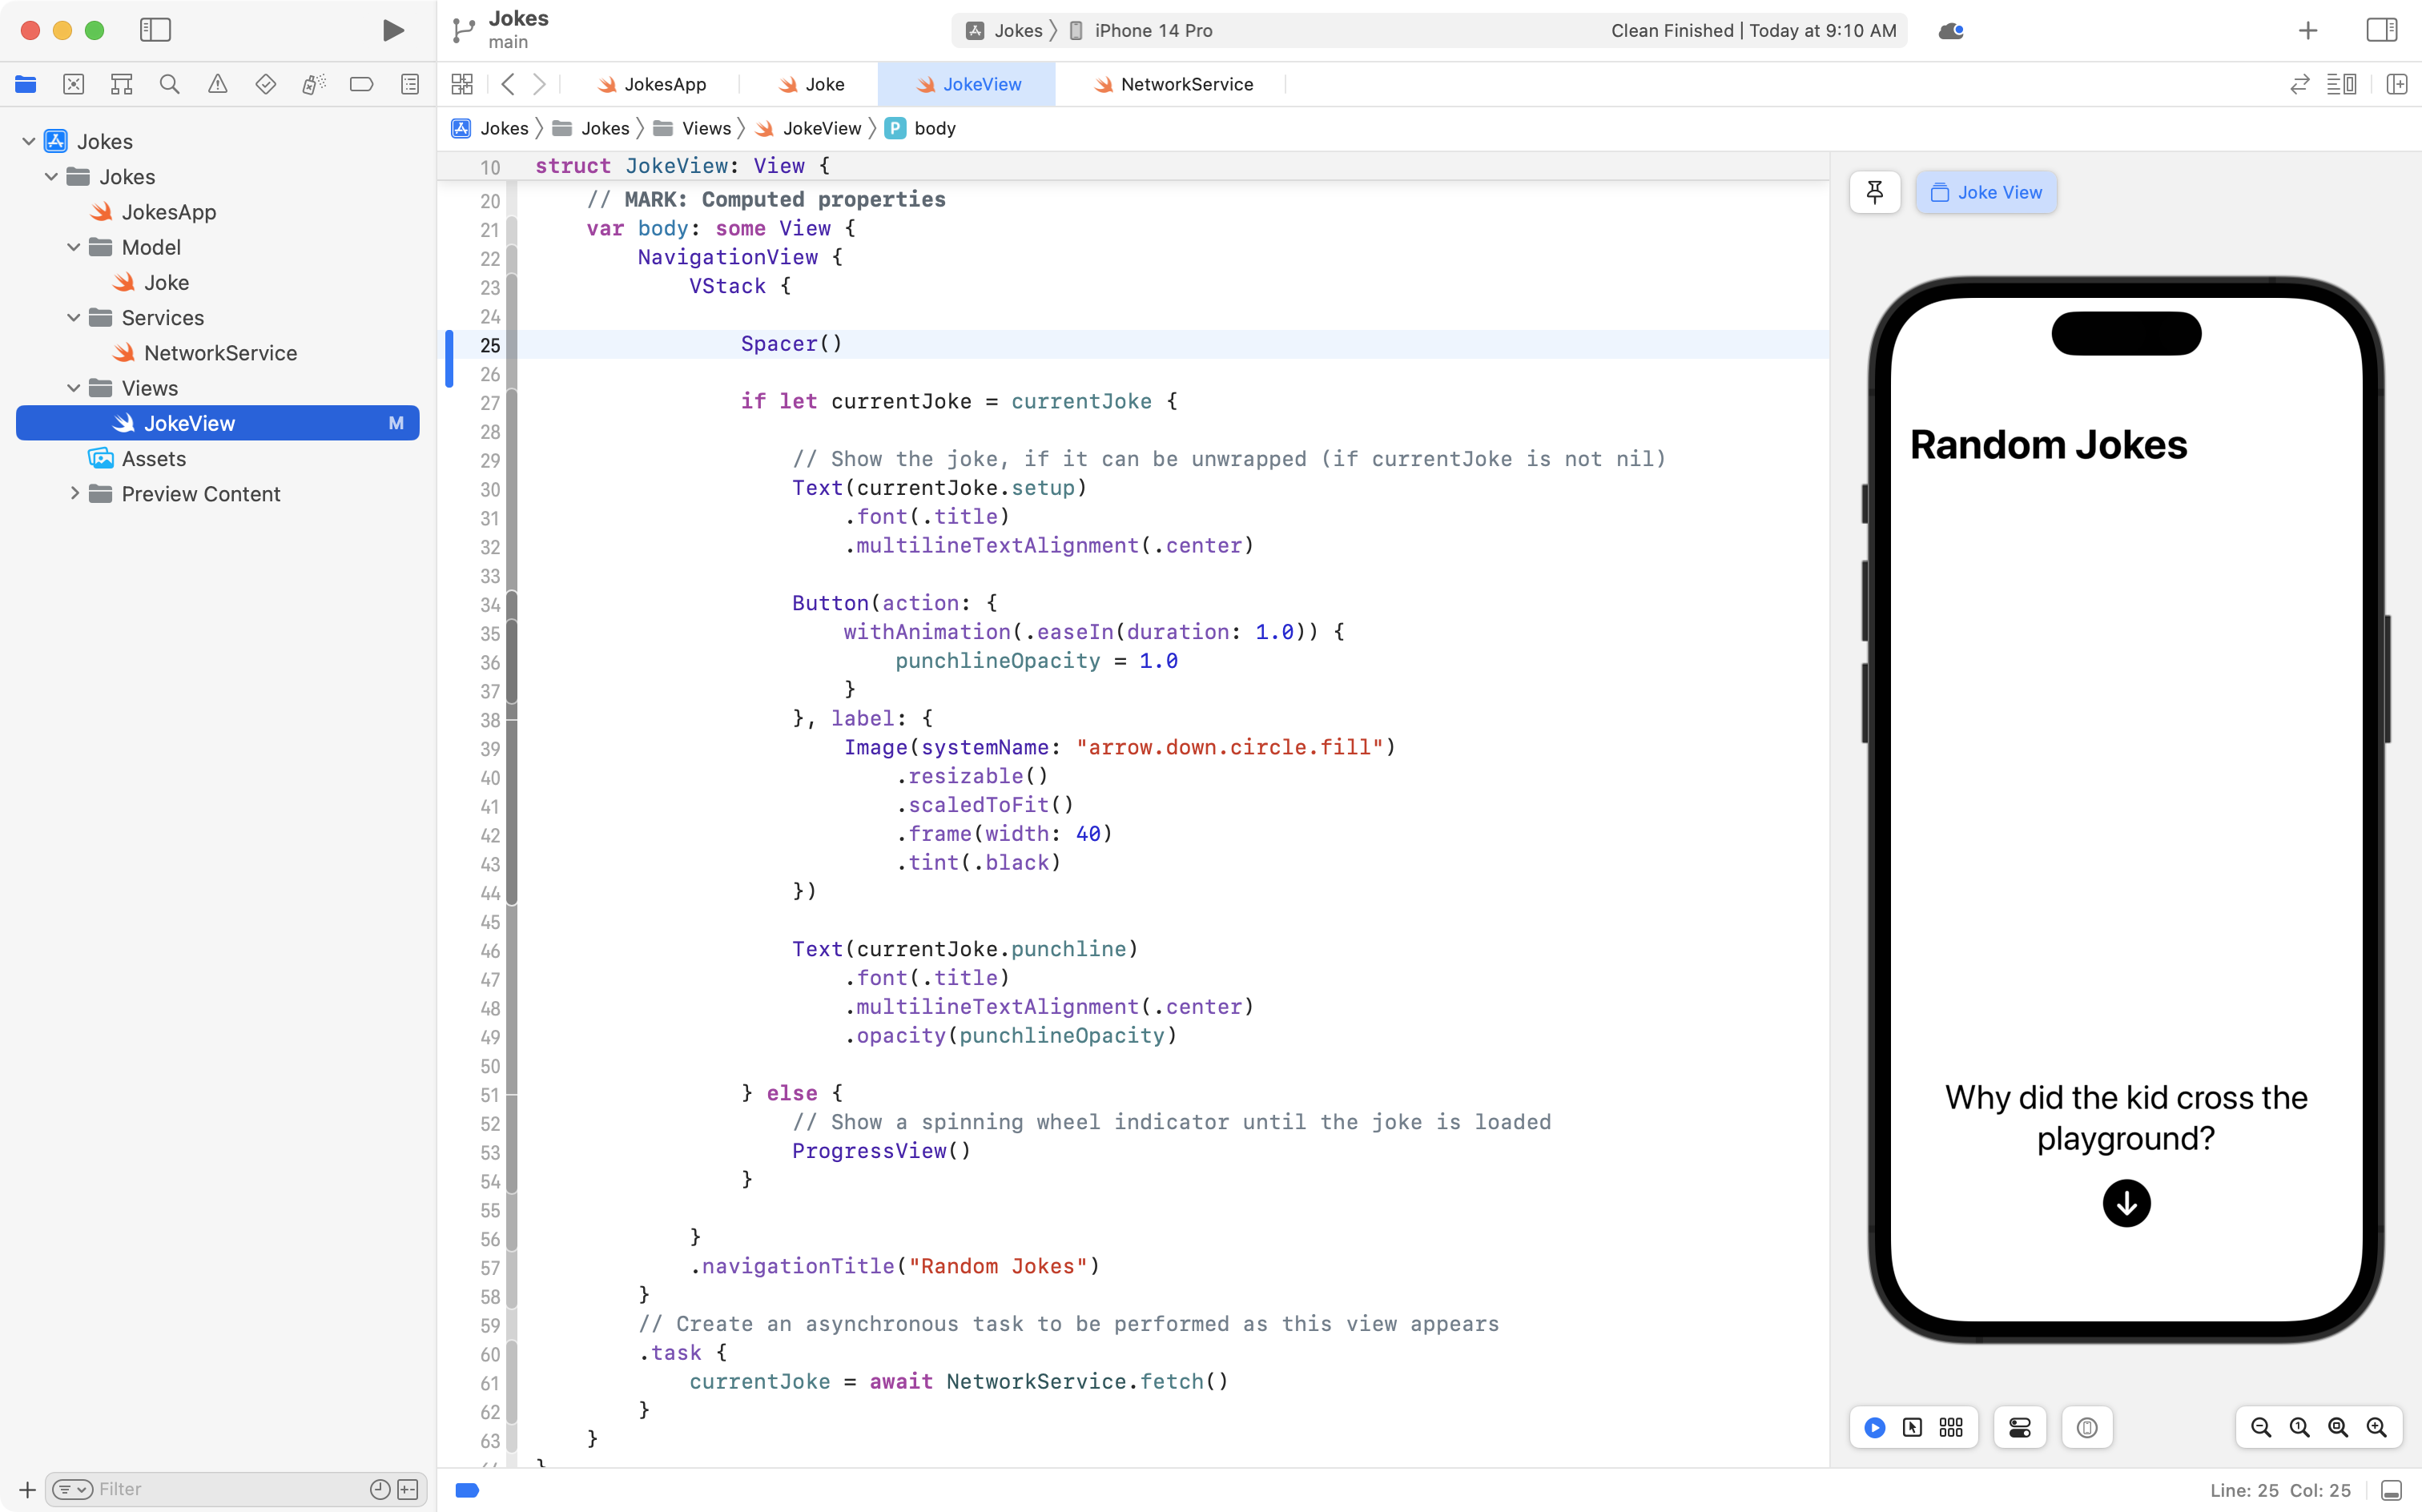 Jokes
main
Jokes
iPhone 14 Pro
Clean Finished | Today at 9:10 AM
JokesApp
Joke
JokeView
NetworkService
Jokes
Jokes
Views
JokeView
P
body
Jokes
Jokes
JokesApp
Model
Joke
Services
NetworkService
Views
JokeView M
Assets
Preview Content
Filter
10 struct JokeView: View {
20 // MARK: Computed properties
21 var body: some View {
22 NavigationView {
23 VStack {
24
25 Spacer()
26
27 if let currentJoke = currentJoke {
28
29 // Show the joke, if it can be unwrapped (if currentJoke is not nil)
30 Text(currentJoke.setup)
31 .font(.title)
32 .multilineTextAlignment(.center)
33
34 Button(action: {
35 withAnimation(.easeIn(duration: 1.0)) {
36 punchlineOpacity = 1.0
37 }
38 }, label: {
39 Image(systemName: "arrow.down.circle.fill")
40 .resizable()
41 .scaledToFit()
42 .frame(width: 40)
43 .tint(.black)
44 })
45
46 Text(currentJoke.punchline)
47 .font(.title)
48 .multilineTextAlignment(.center)
49 .opacity(punchlineOpacity)
50
51 } else {
52 // Show a spinning wheel indicator until the joke is loaded
53 ProgressView()
54 }
55
56 }
57 .navigationTitle("Random Jokes")
58 }
59 // Create an asynchronous task to be performed as this view appears
60 .task {
61 currentJoke = await NetworkService.fetch()
62 }
63 }
Joke View
Random Jokes
Why did the kid cross the
playground?
Line: 25 Col: 25